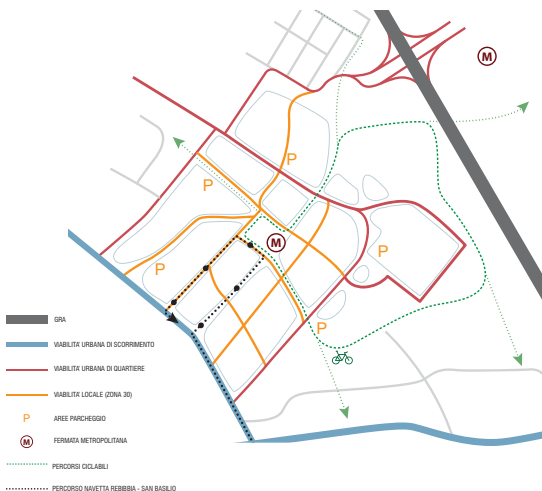 M
P
P
M
P
P
P
GRA
VIABILITA' URBANA DI SCORRIMENTO
VIABILITA' URBANA DI QUARTIERE
VIABILITA' LOCALE (ZONA 30)
P AREE PARCHEGGIO
M FERMATA METROPOLITANA
PERCORSI CICLABILI
PERCORSO NAVETTA REBIBBIA - SAN BASILIO